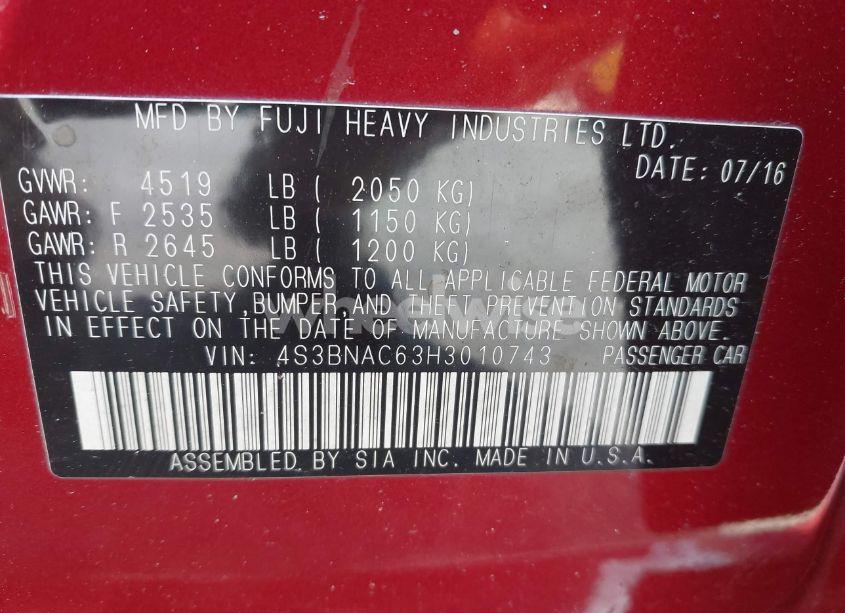 MFD BY FUJI HEAVY INDUSTRIES LTD.
DATE: 07/16
GVWR: 4519 LB ( 2050 KG)
GAWR: F 2535 LB ( 1150 KG)
GAWR: R 2645 LB ( 1200 KG)
THIS VEHICLE CONFORMS TO ALL APPLICABLE FEDERAL MOTOR
VEHICLE SAFETY,BUMPER,AND THEFT PREVENTION STANDARDS
IN EFFECT ON THE DATE OF MANUFACTURE SHOWN ABOVE.
VIN: 4S3BNAC63H3010743 PASSENGER CAR
ASSEMBLED BY SIA INC. MADE IN U.S.A.